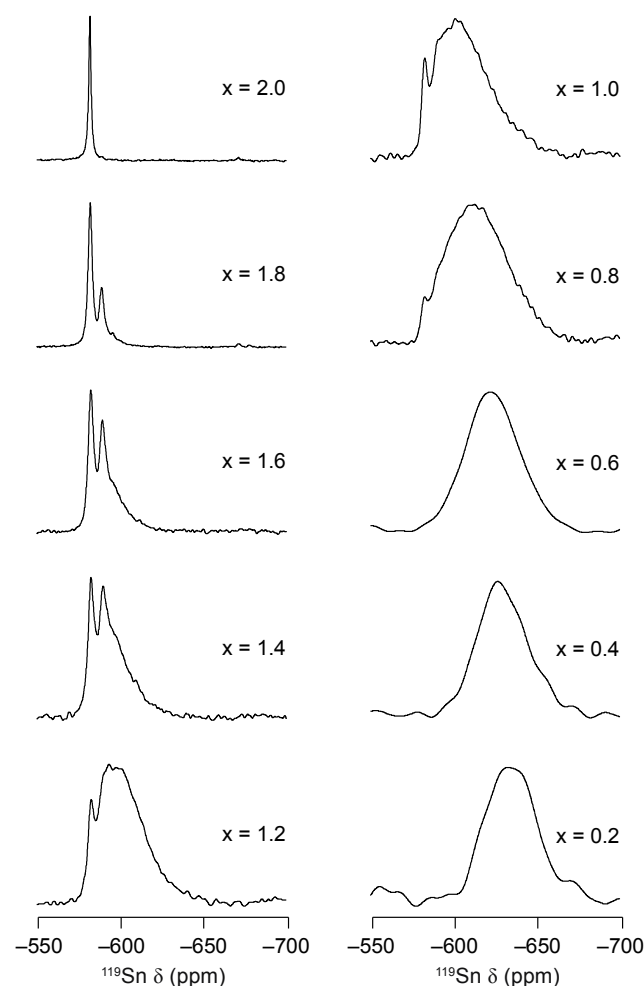 x = 2.0
x = 1.8
x = 1.6
x = 1.4
x = 1.2
–550 –600 –650 –700
¹¹⁹Sn δ (ppm)
x = 1.0
x = 0.8
x = 0.6
x = 0.4
x = 0.2
–550 –600 –650 –700
¹¹⁹Sn δ (ppm)